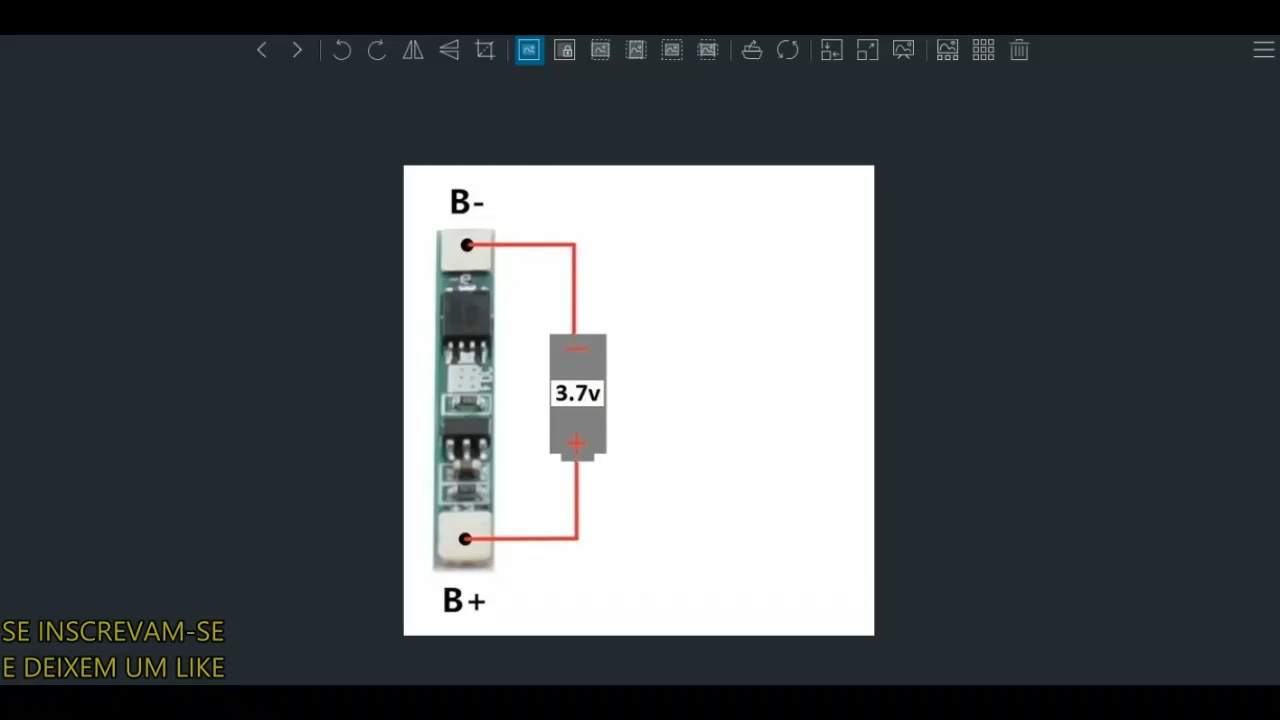 B-
3.7v
B+
SE INSCREVAM-SE
E DEIXEM UM LIKE